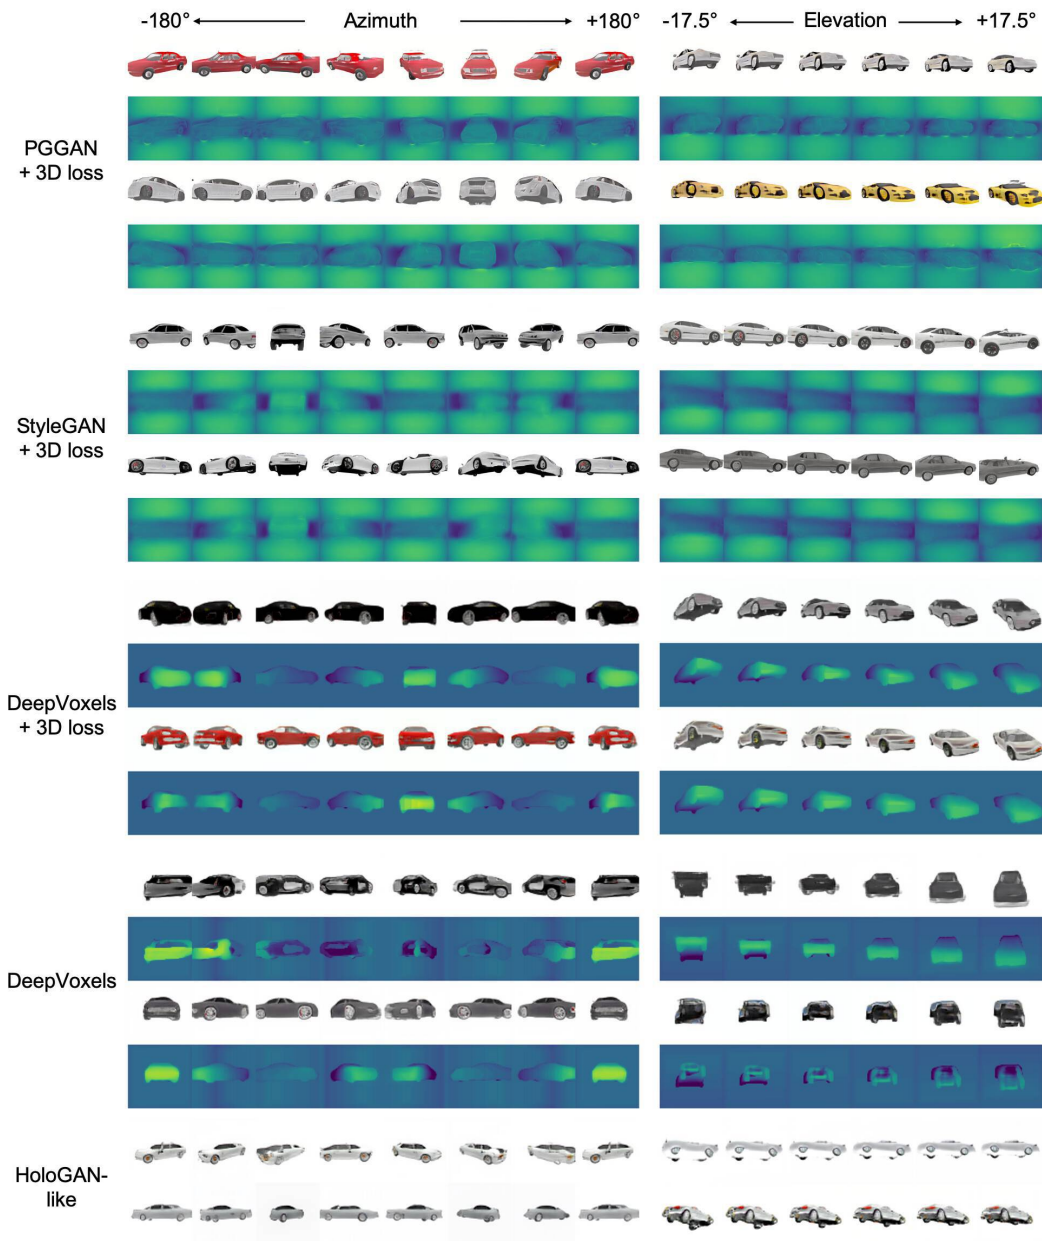 -180° Azimuth +180° -17.5° Elevation +17.5°
PGGAN
+ 3D loss
StyleGAN
+ 3D loss
DeepVoxels
+ 3D loss
DeepVoxels
HoloGAN-
like